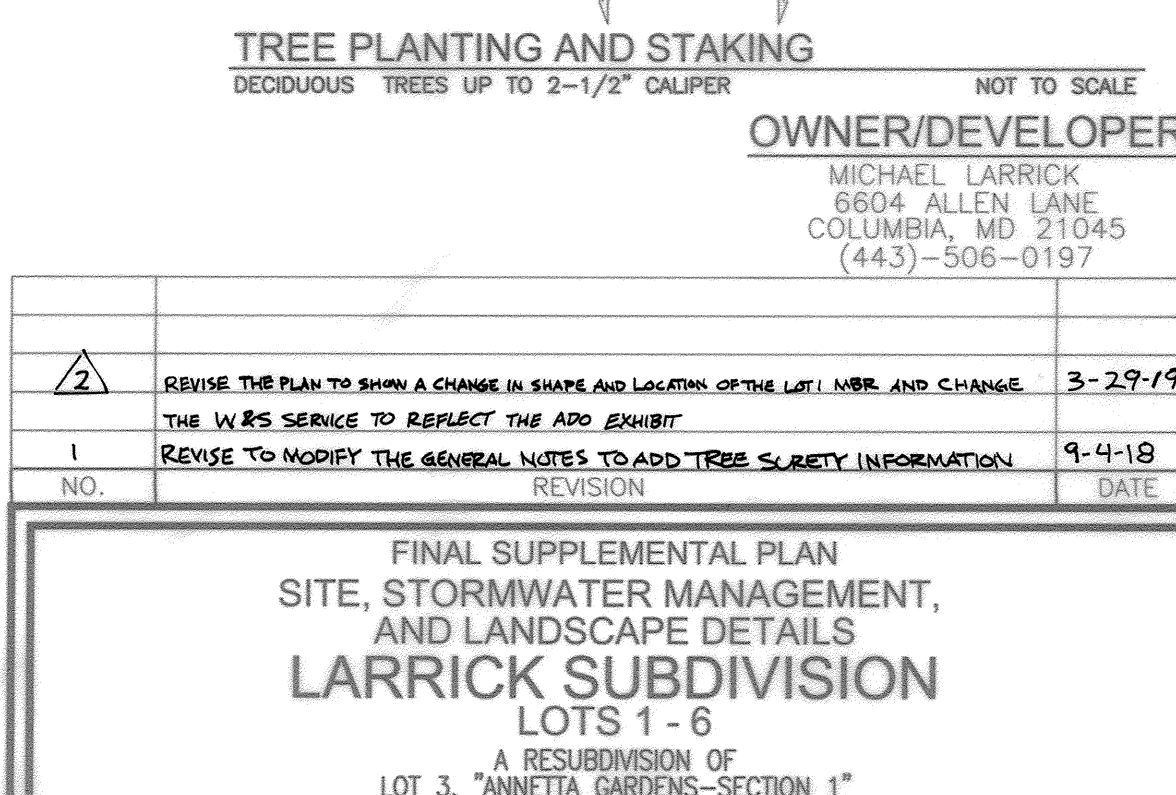 TREE PLANTING AND STAKING
DECIDUOUS TREES UP TO 2-1/2" CALIPER NOT TO SCALE
OWNER/DEVELOPER
MICHAEL LARRICK
6604 ALLEN LANE
COLUMBIA, MD 21045
(443)-506-0197
2 REVISE THE PLAN TO SHOW A CHANGE IN SHAPE AND LOCATION OF THE LOT 1 MBR AND CHANGE 3-29-19
THE W&S SERVICE TO REFLECT THE ADO EXHIBIT
1 REVISE TO MODIFY THE GENERAL NOTES TO ADD TREE SURETY INFORMATION 9-4-18
NO. REVISION DATE
FINAL SUPPLEMENTAL PLAN
SITE, STORMWATER MANAGEMENT,
AND LANDSCAPE DETAILS
LARRICK SUBDIVISION
LOTS 1 - 6
A RESUBDIVISION OF
LOT 3, "ANNETTA GARDENS-SECTION 1"